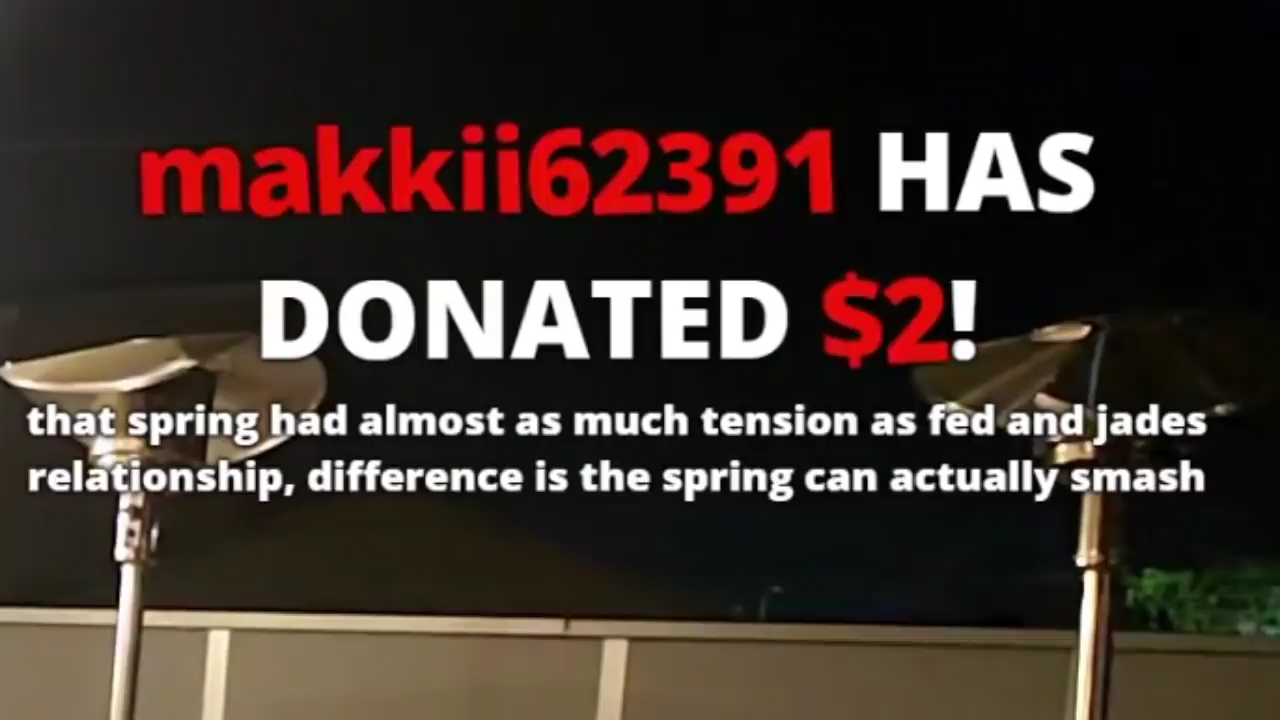 makkii62391 HAS
DONATED $2!
that spring had almost as much tension as fed and jades
relationship, difference is the spring can actually smash